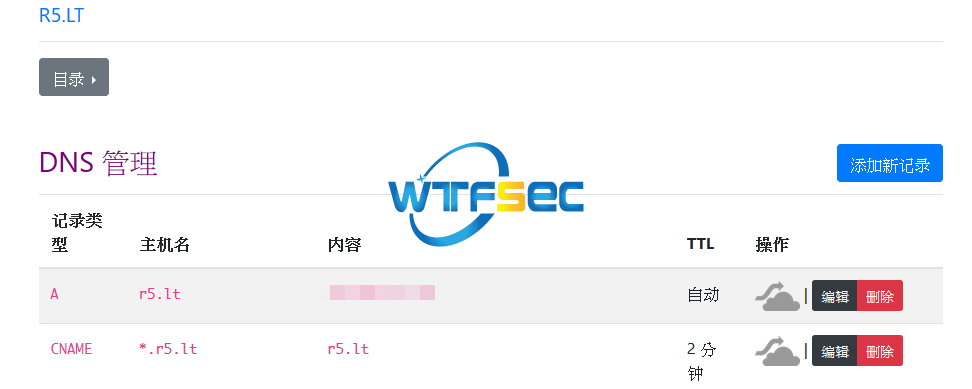 R5.LT
目录
DNS 管理
添加新记录
WTFSEC
记录类
型
主机名
内容
TTL
操作
A
r5.lt
自动
|
编辑
删除
CNAME
*.r5.lt
r5.lt
2 分
钟
|
编辑
删除